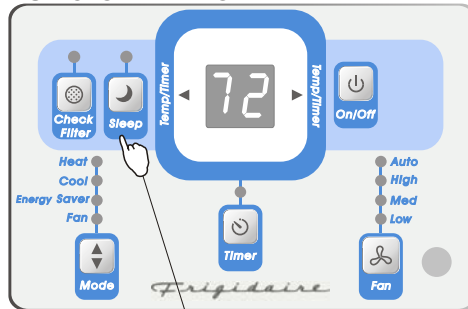 Temp/Timer
72
Temp/Timer
Check
Filter
Sleep
On/Off
Heat
Cool
Energy Saver
Fan
Auto
High
Med
Low
Mode
Timer
Fan
Frigidaire